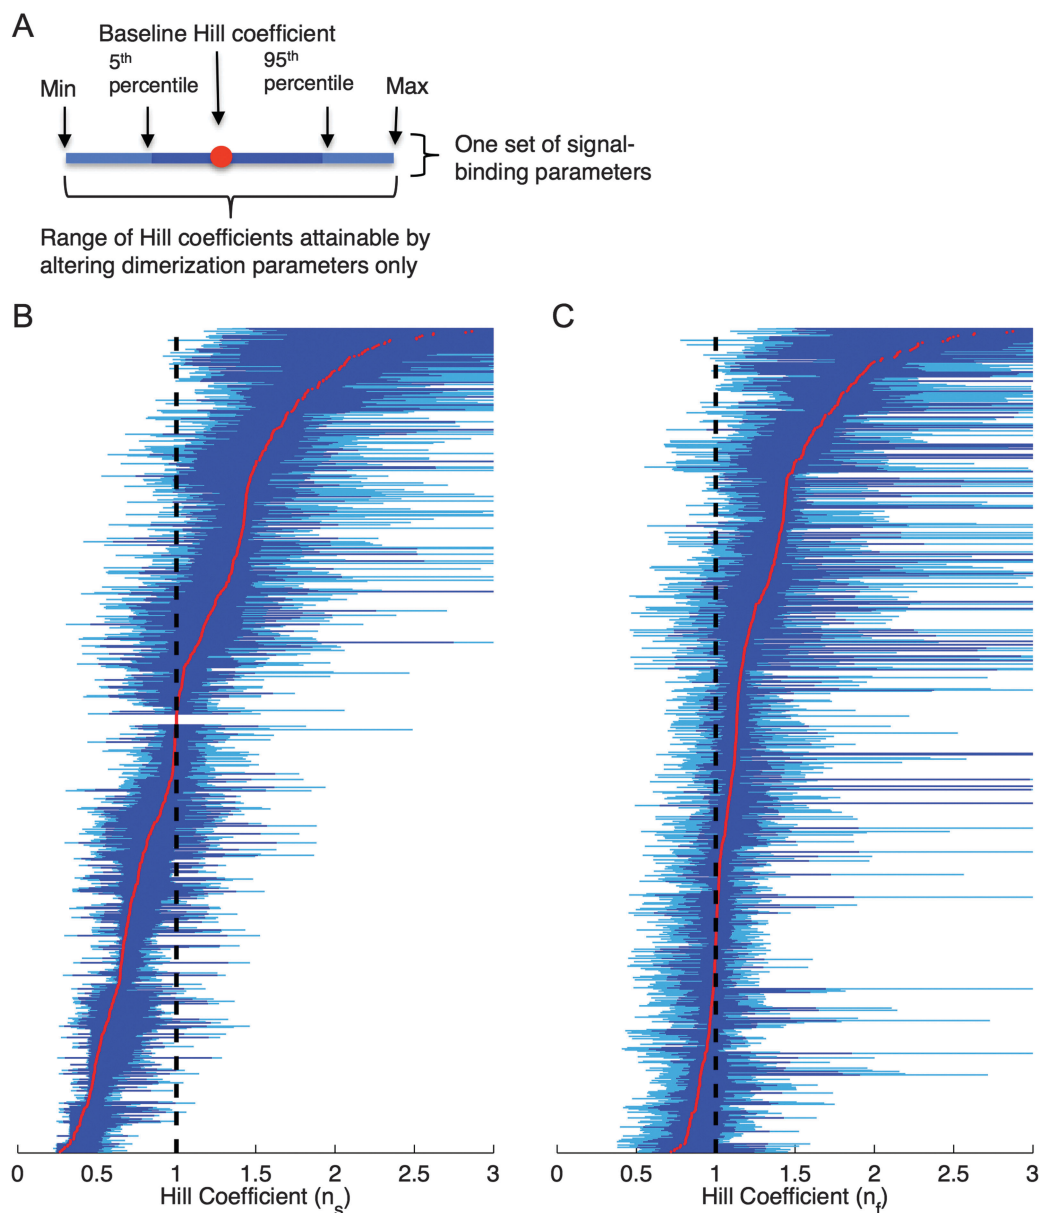 A
Baseline Hill coefficient
5th
percentile
95th
percentile
Min
Max
One set of signal-
binding parameters
Range of Hill coefficients attainable by
altering dimerization parameters only
B
C
0 0.5 1 1.5 2 2.5 3
Hill Coefficient (ns)
0 0.5 1 1.5 2 2.5 3
Hill Coefficient (nf)